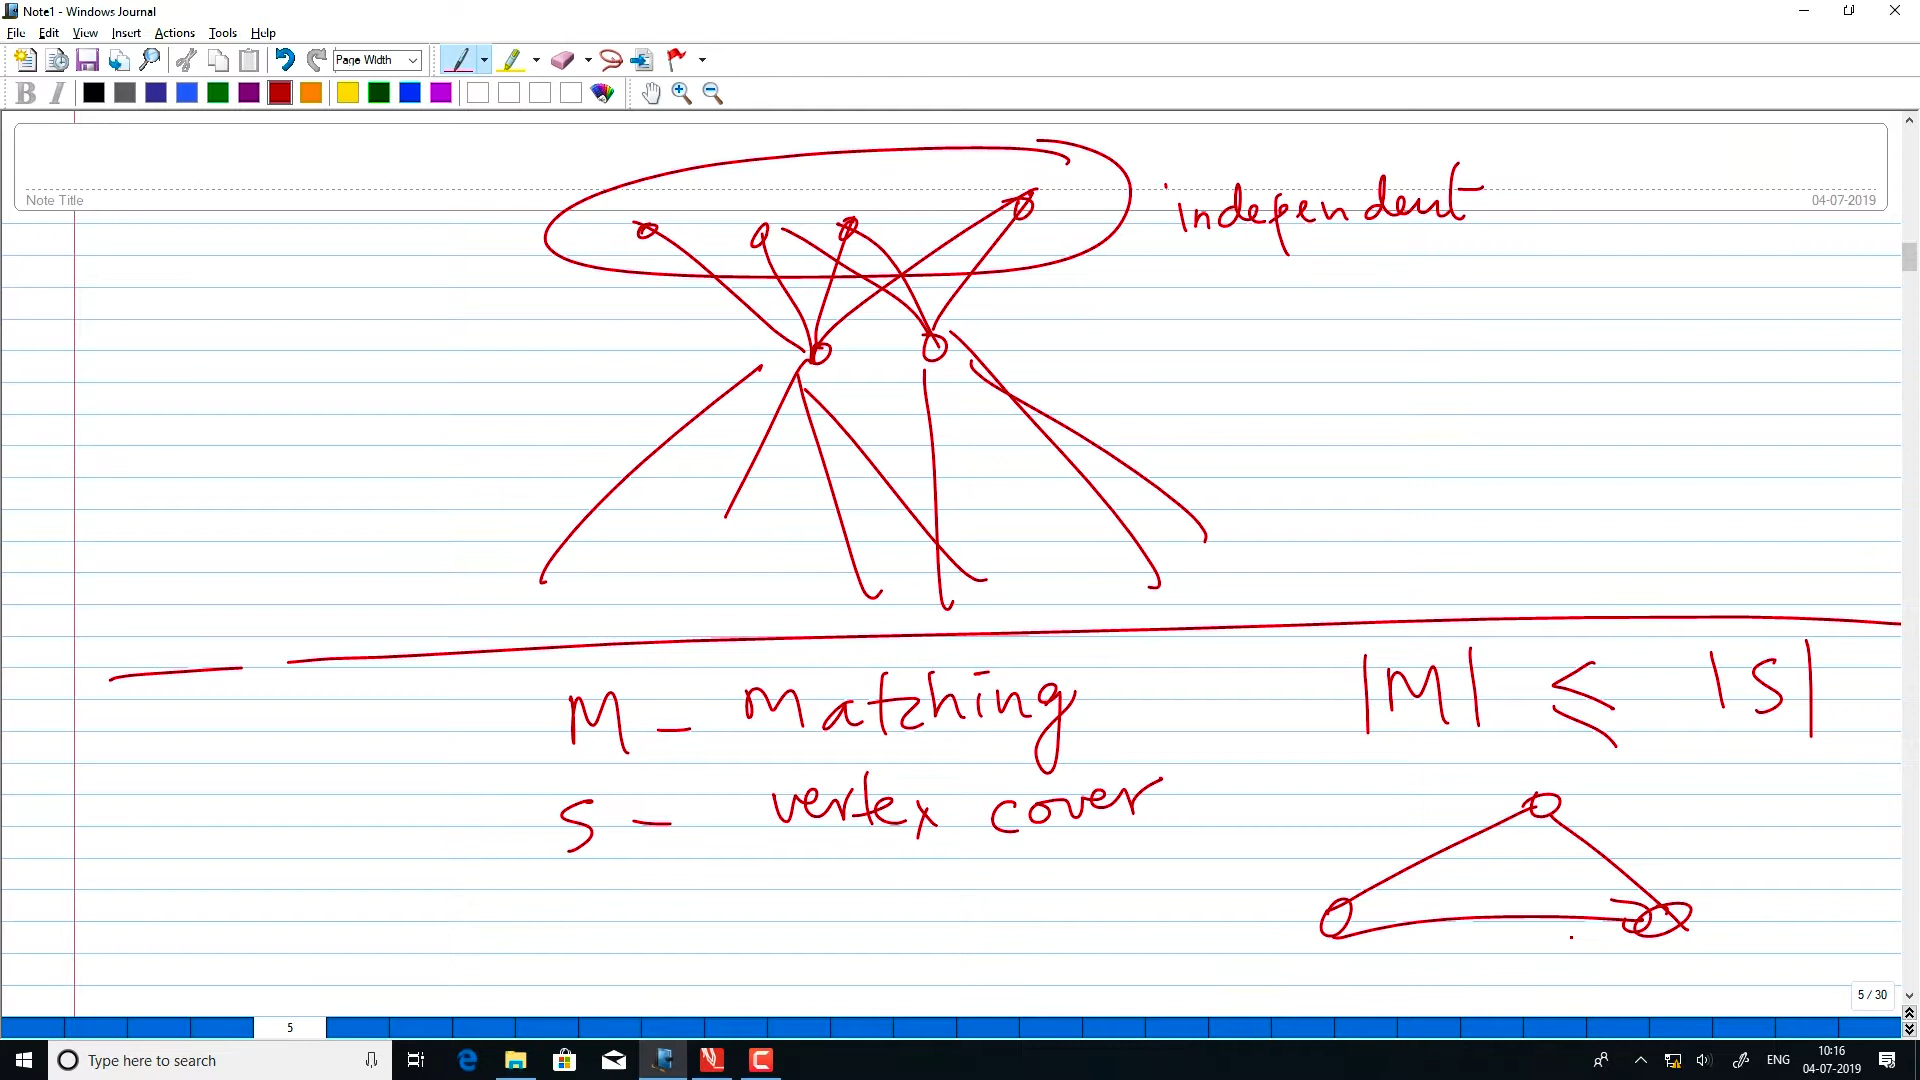 Note1 - Windows Journal
File Edit View Insert Actions Tools Help
Page Width
B I
independent
Note Title
04-07-2019
M - Matching
|M| ≤ |S|
S - vertex cover
5 / 30
5
Type here to search
ENG
10:16
04-07-2019